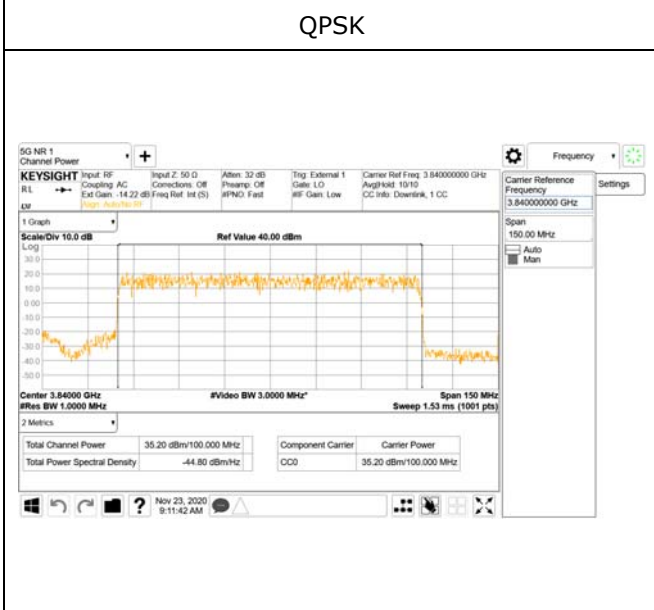 QPSK
5G NR 1
Channel Power
Frequency
KEYSIGHT
RL
Input: RF
Coupling: AC
Ext Gain: -14.22 dB
Align: Auto/No RF
Input Z: 50 Ω
Corrections: Off
Freq Ref: Int (S)
Atten: 32 dB
Preamp: Off
#PNO: Fast
Trig: External 1
Gate: LO
#IF Gain: Low
Carrier Ref Freq: 3.840000000 GHz
Avg|Hold: 10/10
CC Info: Downlink, 1 CC
Carrier Reference
Frequency
3.840000000 GHz
Settings
Span
150.00 MHz
Auto
Man
1 Graph
Scale/Div 10.0 dB
Ref Value 40.00 dBm
Log
30.0
20.0
10.0
0.00
-10.0
-20.0
-30.0
-40.0
-50.0
Center 3.84000 GHz
#Video BW 3.0000 MHz*
Span 150 MHz
#Res BW 1.0000 MHz
Sweep 1.53 ms (1001 pts)
2 Metrics
Total Channel Power 35.20 dBm/100.000 MHz
Total Power Spectral Density -44.80 dBm/Hz
Component Carrier Carrier Power
CC0 35.20 dBm/100.000 MHz
?
Nov 23, 2020
9:11:42 AM